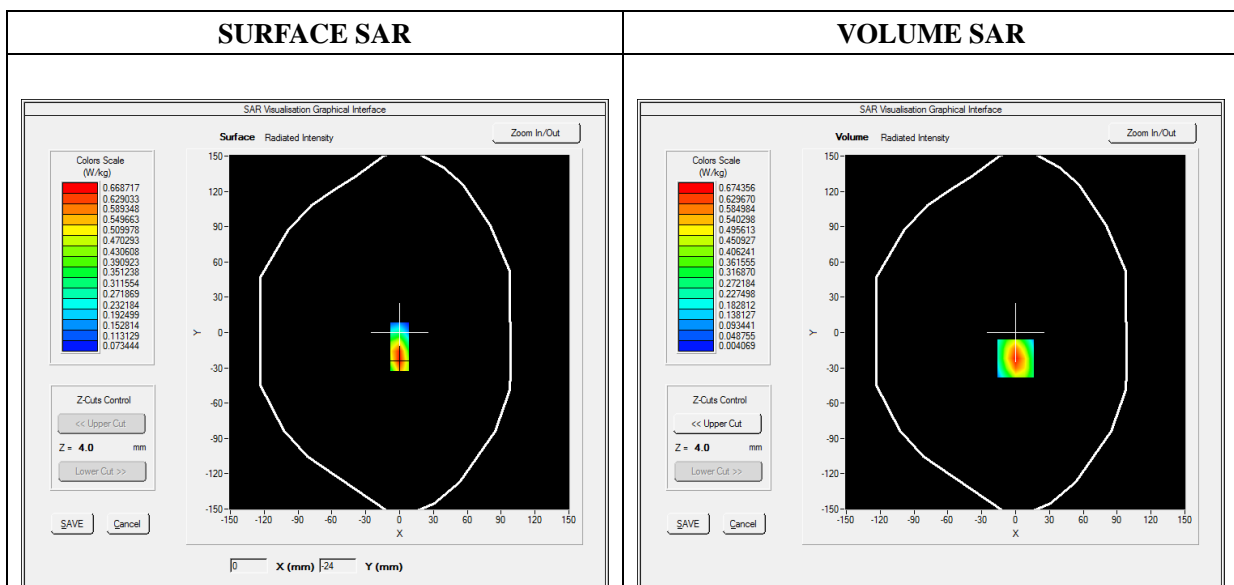 SURFACE SAR
VOLUME SAR
SAR Visualisation Graphical Interface
Surface Radiated Intensity
Zoom In/Out
Colors Scale
(W/kg)
0.668717
0.629033
0.589348
0.549663
0.509978
0.470293
0.430608
0.390923
0.351238
0.311554
0.271869
0.232184
0.192499
0.152814
0.113129
0.073444
150
120
90
60
30
0
-30
-60
-90
-120
-150
Y
-150 -120 -90 -60 -30 0 30 60 90 120 150
X
Z-Cuts Control
<< Upper Cut
Z = 4.0 mm
Lower Cut >>
SAVE Cancel
0 X (mm) -24 Y (mm)
SAR Visualisation Graphical Interface
Volume Radiated Intensity
Zoom In/Out
Colors Scale
(W/kg)
0.674356
0.629670
0.584984
0.540298
0.495613
0.450927
0.406241
0.361555
0.316870
0.272184
0.227498
0.182812
0.138127
0.093441
0.048755
0.004069
150
120
90
60
30
0
-30
-60
-90
-120
-150
Y
-150 -120 -90 -60 -30 0 30 60 90 120 150
X
Z-Cuts Control
<< Upper Cut
Z = 4.0 mm
Lower Cut >>
SAVE Cancel